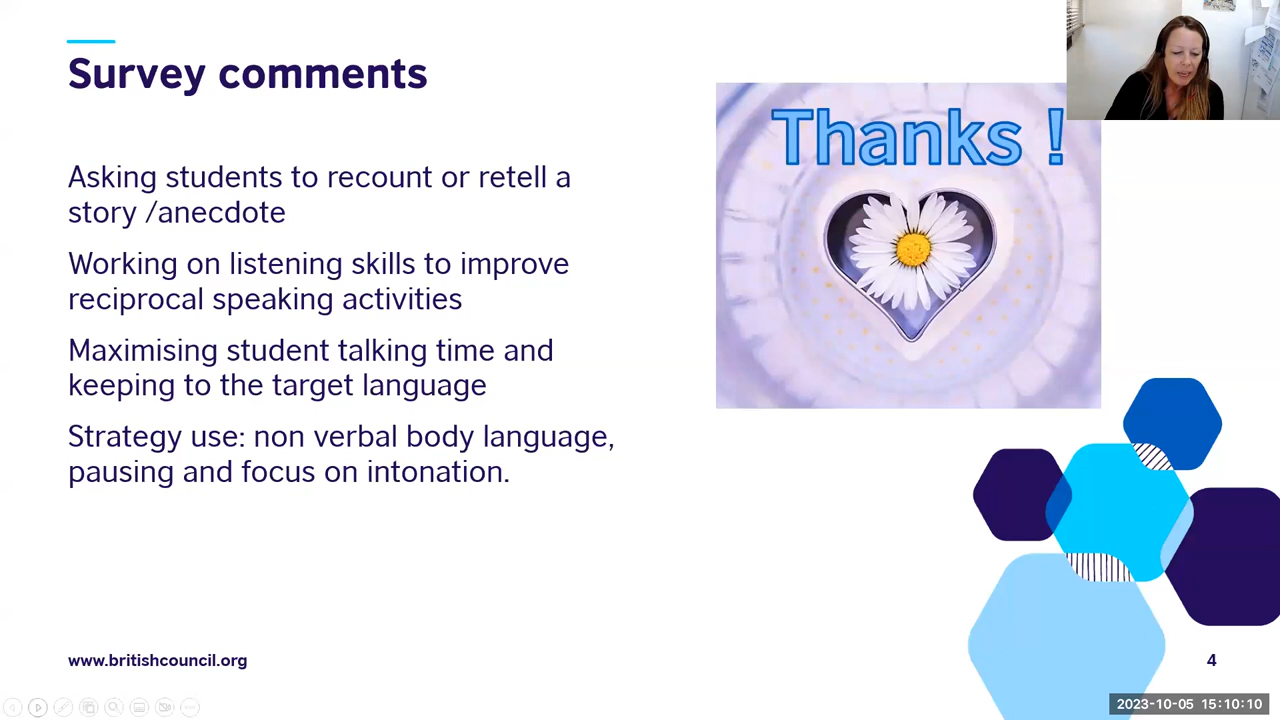 Survey comments
Thanks !
Asking students to recount or retell a
story /anecdote
Working on listening skills to improve
reciprocal speaking activities
Maximising student talking time and
keeping to the target language
Strategy use: non verbal body language,
pausing and focus on intonation.
www.britishcouncil.org
4
2023-10-05 15:10:10